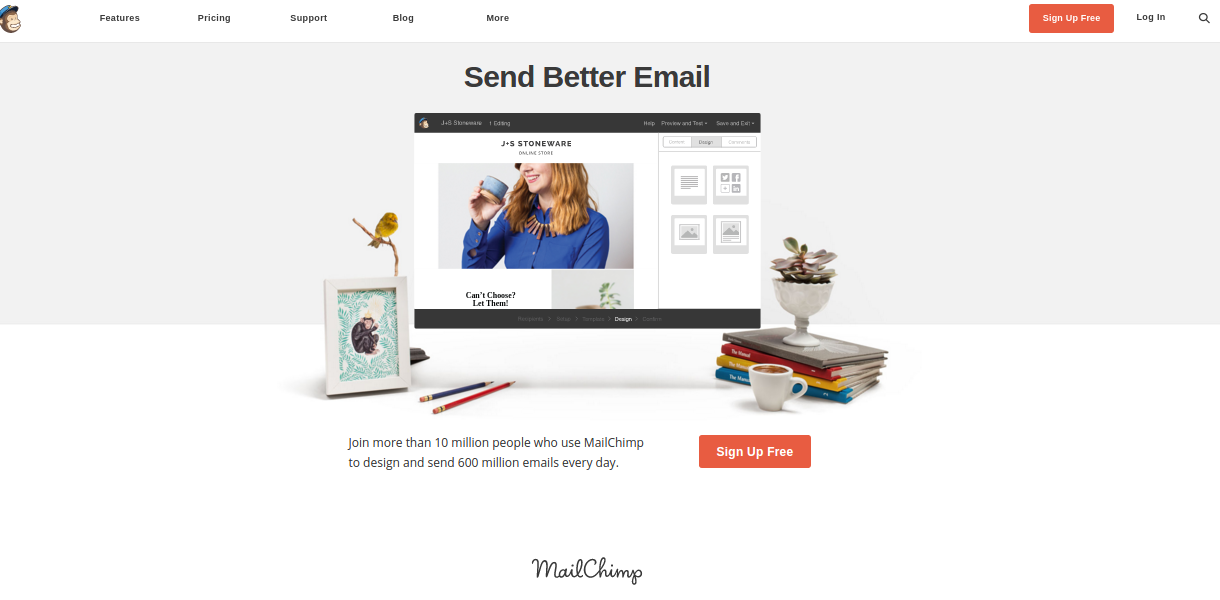 Features Pricing Support Blog More Sign Up Free Log In
Send Better Email
J+S Stoneware Editing Help Preview and Test Save and Exit
Content Design Comments
J+S STONEWARE
ONLINE STORE
Can't Choose?
Let Them!
Recipients > Setup > Template > Design > Confirm
The Manual
The Manual
Join more than 10 million people who use MailChimp
to design and send 600 million emails every day.
Sign Up Free
MailChimp